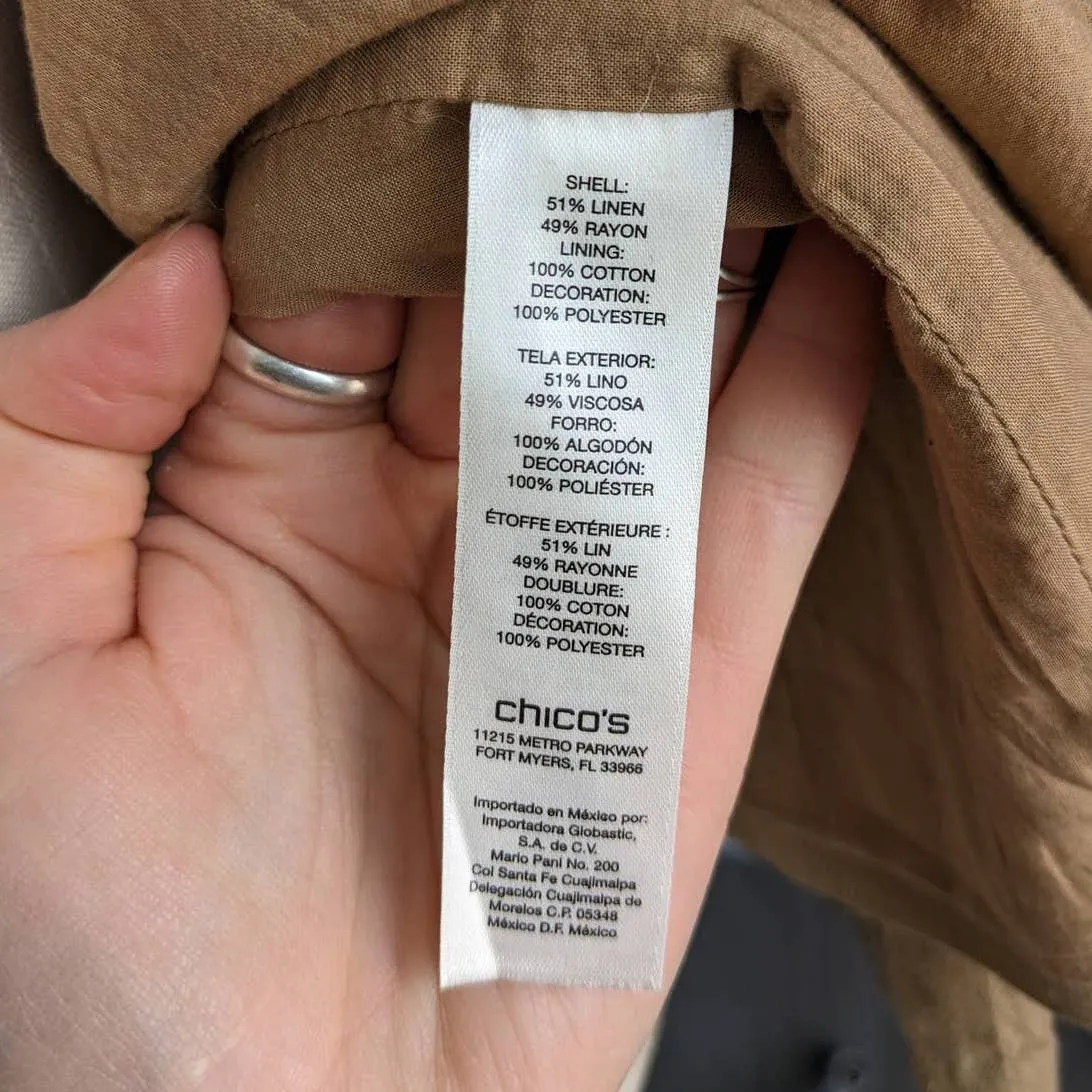 SHELL:
51% LINEN
49% RAYON
LINING:
100% COTTON
DECORATION:
100% POLYESTER
TELA EXTERIOR:
51% LINO
49% VISCOSA
FORRO:
100% ALGODÓN
DECORACIÓN:
100% POLIÉSTER
ÉTOFFE EXTÉRIEURE :
51% LIN
49% RAYONNE
DOUBLURE:
100% COTON
DÉCORATION:
100% POLYESTER
chico's
11215 METRO PARKWAY
FORT MYERS, FL 33966
Importado en México por:
Importadora Globastic,
S.A. de C.V.
Mario Pani No. 200
Col Santa Fe Cuajimalpa
Delegación Cuajimalpa de
Morelos C.P. 05348
México D.F. México